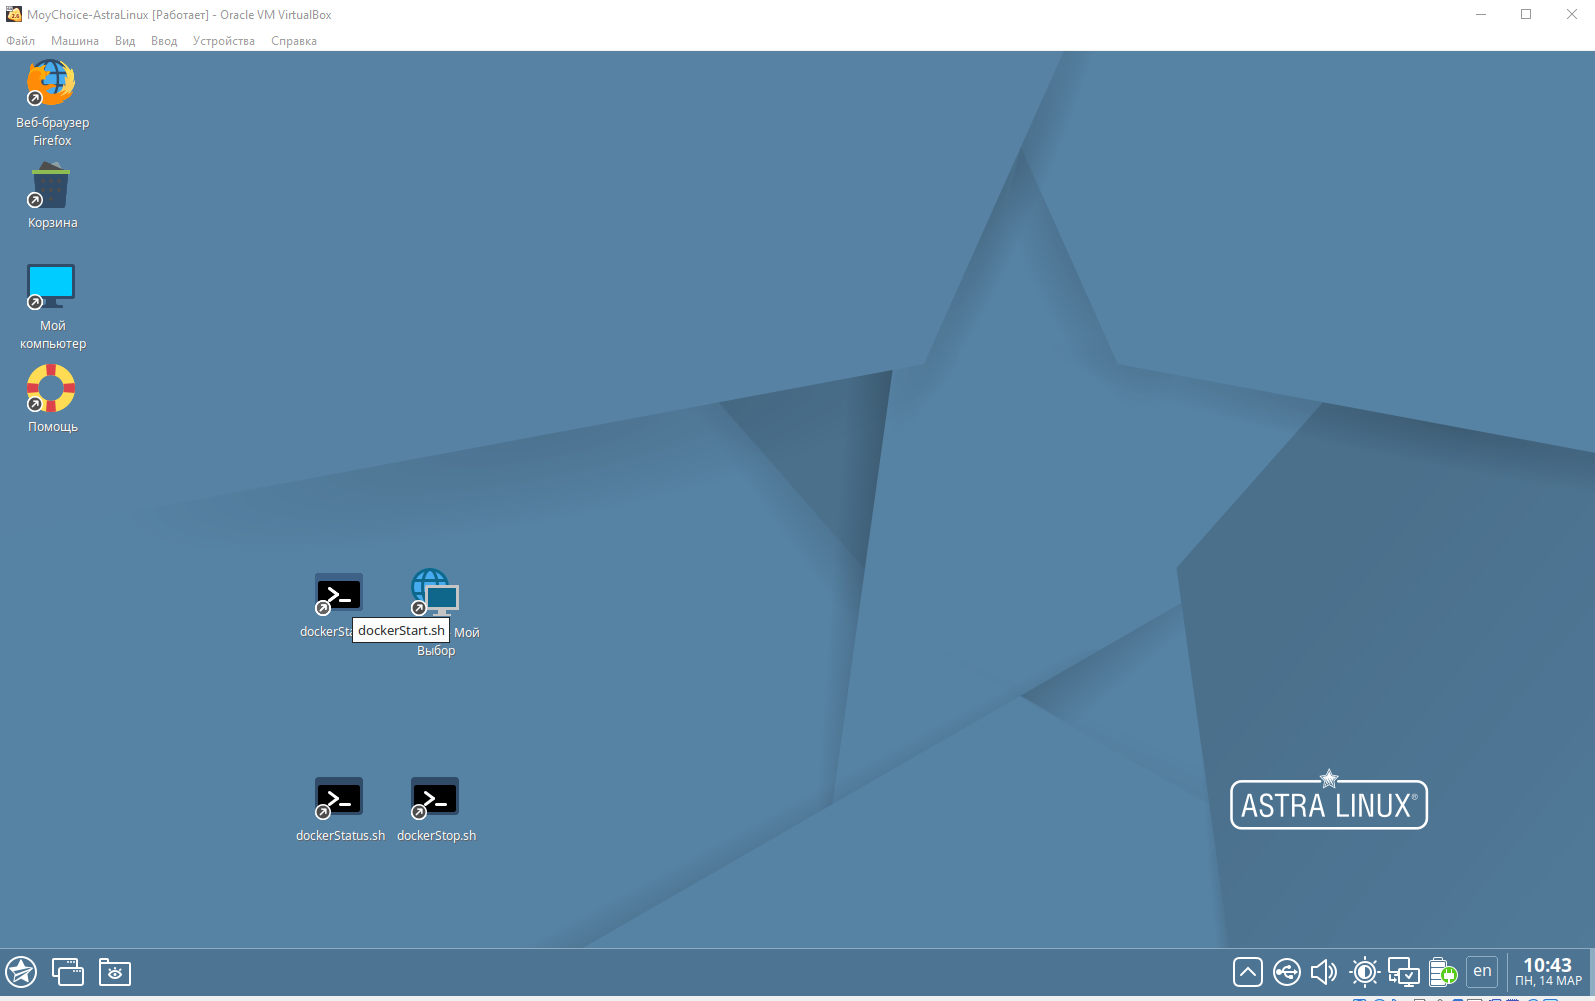 MoyChoice-AstraLinux [Работает] - Oracle VM VirtualBox
Файл Машина Вид Ввод Устройства Справка
Веб-браузер
Firefox
Корзина
Мой
компьютер
Помощь
dockerSta
dockerStart.sh
Мой
Выбор
dockerStatus.sh
dockerStop.sh
ASTRA LINUX®
en
10:43
ПН, 14 МАР